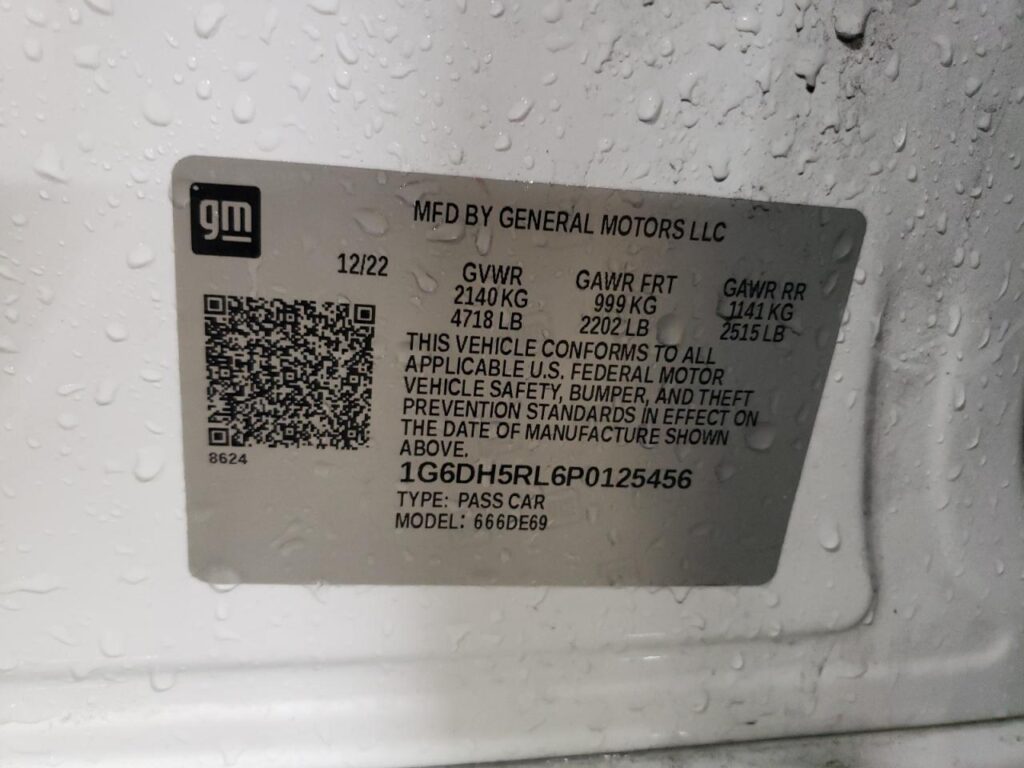 gm
MFD BY GENERAL MOTORS LLC
12/22
GVWR GAWR FRT GAWR RR
2140 KG 999 KG 1141 KG
4718 LB 2202 LB 2515 LB
THIS VEHICLE CONFORMS TO ALL
APPLICABLE U.S. FEDERAL MOTOR
VEHICLE SAFETY, BUMPER, AND THEFT
PREVENTION STANDARDS IN EFFECT ON
THE DATE OF MANUFACTURE SHOWN
ABOVE.
8624
1G6DH5RL6P0125456
TYPE: PASS CAR
MODEL: 666DE69